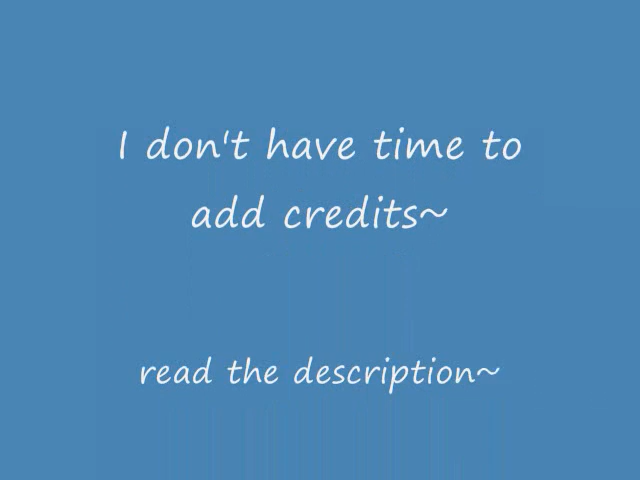 I don't have time to
add credits~
read the description~